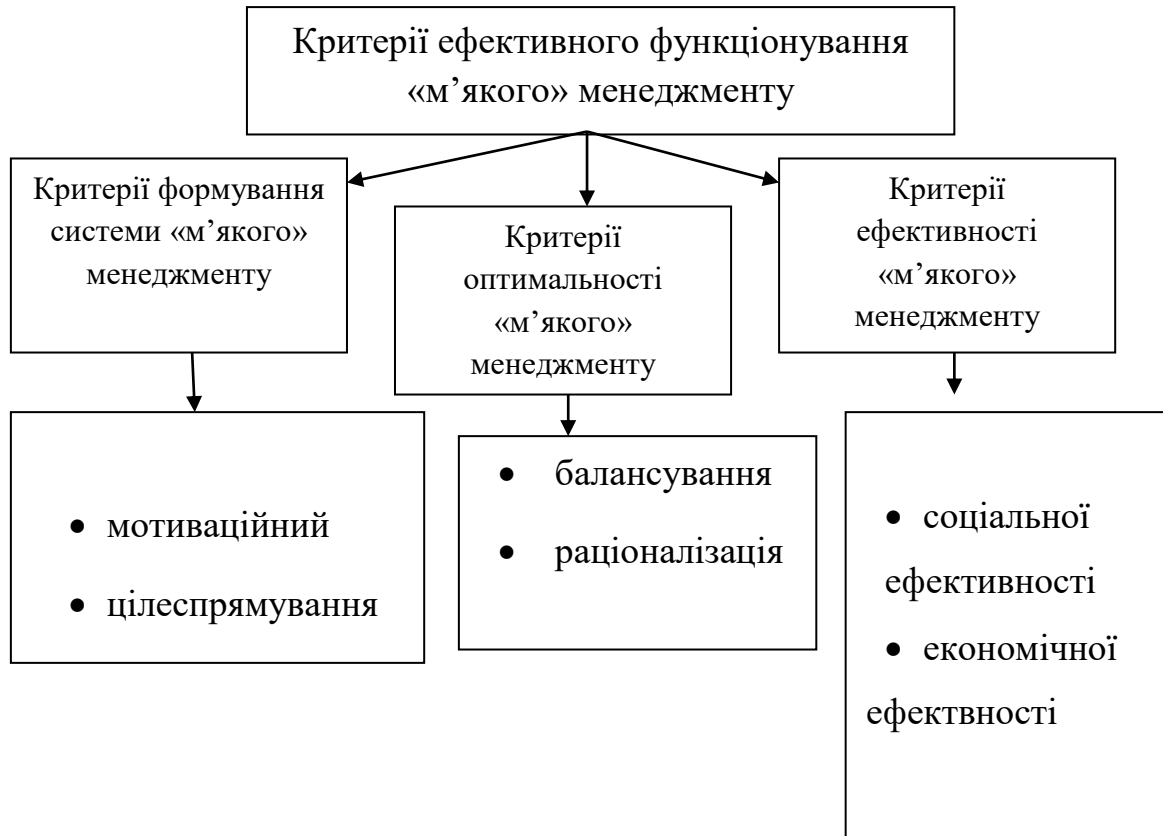 Критерії ефективного функціонування
«м’якого» менеджменту
Критерії формування
системи «м’якого»
менеджменту
Критерії
оптимальності
«м’якого»
менеджменту
Критерії
ефективності
«м’якого»
менеджменту
• мотиваційний
• цілеспрямування
• балансування
• раціоналізація
• соціальної
ефективності
• економічної
ефектвності